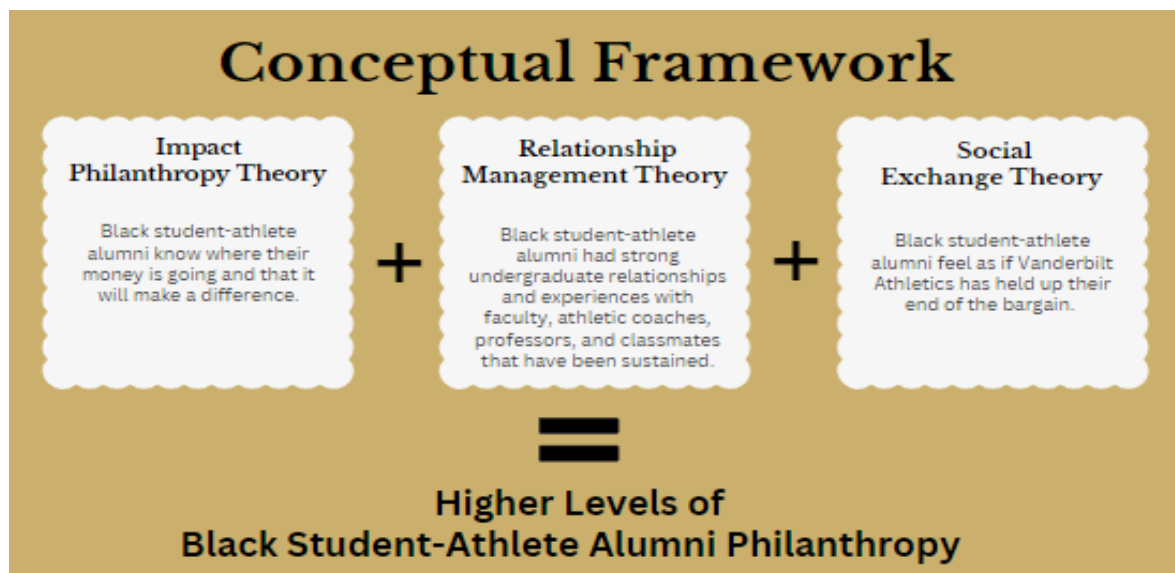 Conceptual Framework
Impact
Philanthropy Theory
Black student-athlete
alumni know where their
money is going and that it
will make a difference.
+
Relationship
Management Theory
Black student-athlete
alumni had strong
undergraduate relationships
and experiences with
faculty, athletic coaches,
professors, and classmates
that have been sustained.
+
Social
Exchange Theory
Black student-athlete
alumni feel as if Vanderbilt
Athletics has held up their
end of the bargain.
=
Higher Levels of
Black Student-Athlete Alumni Philanthropy